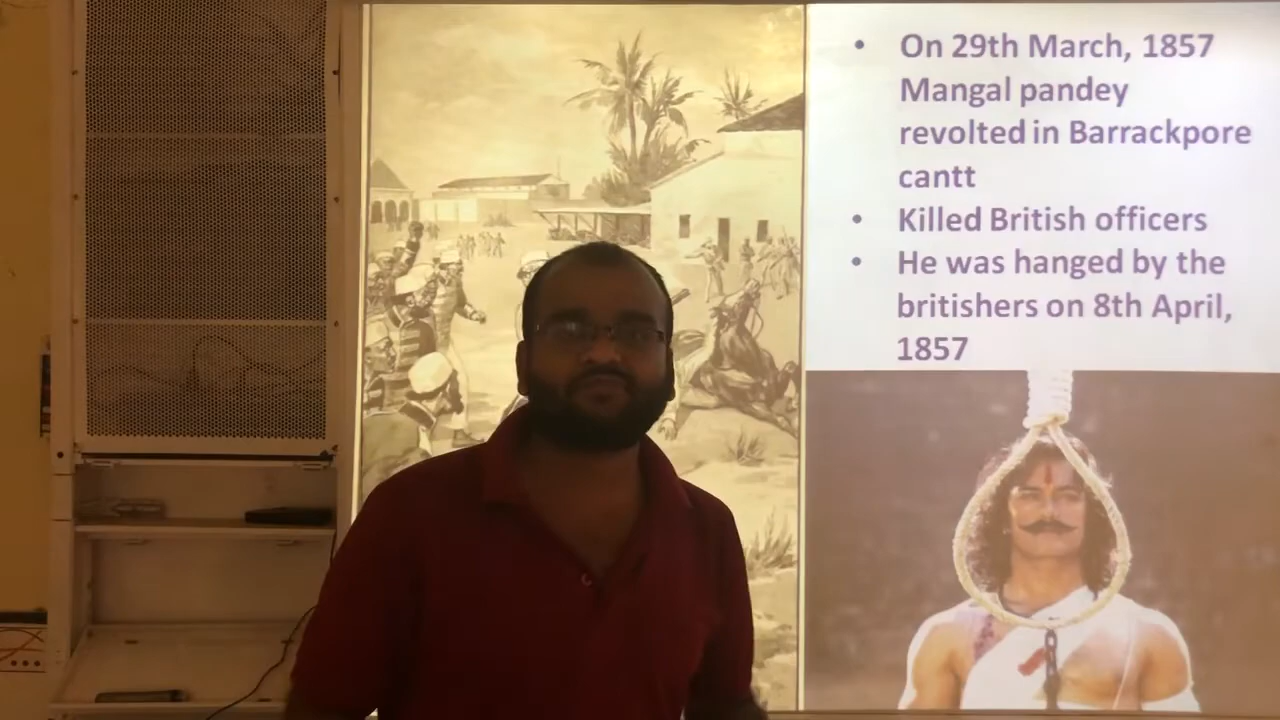 • On 29th March, 1857
Mangal pandey
revolted in Barrackpore
cantt
• Killed British officers
• He was hanged by the
britishers on 8th April,
1857